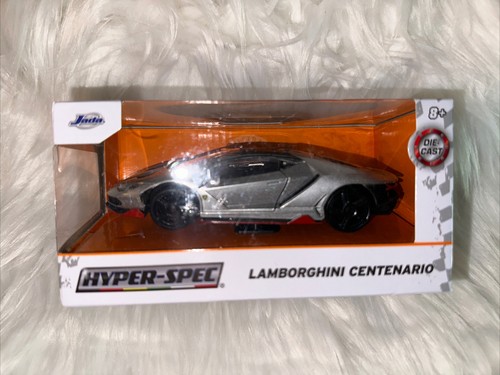 Jada
8+
DIE-
CAST
HYPER-SPEC®
LAMBORGHINI CENTENARIO